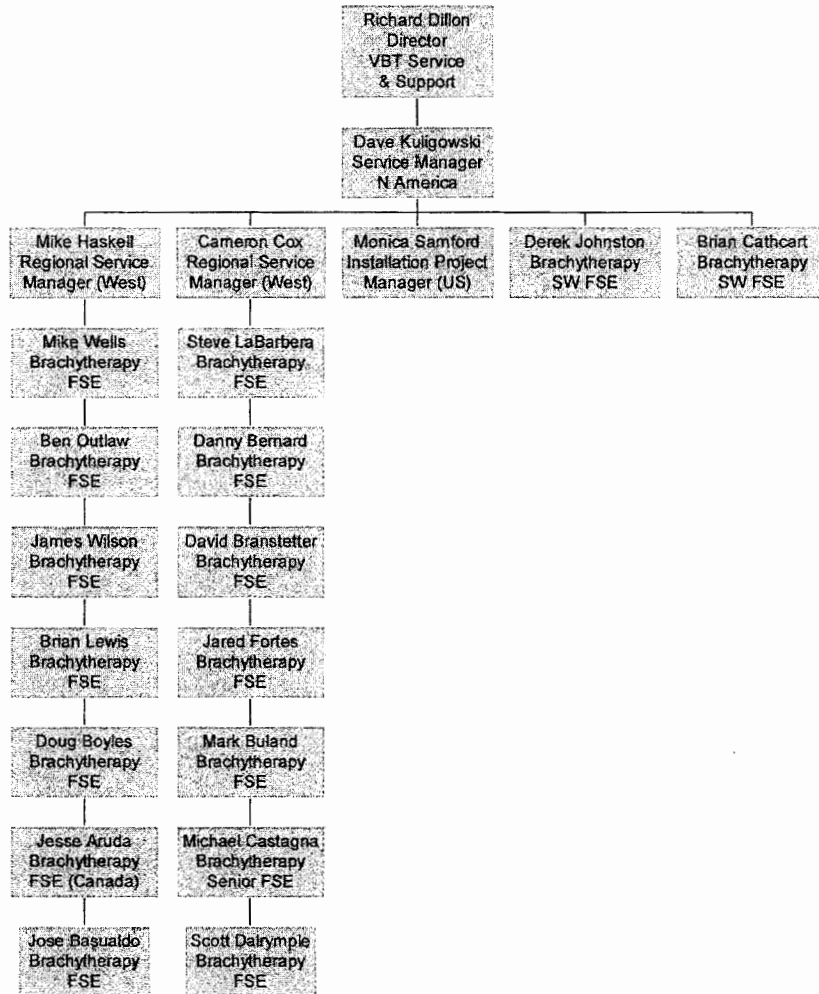 Richard Dillon
Director
VBT Service
& Support
Dave Kuligowski
Service Manager
N America
Mike Haskell
Regional Service
Manager (West)
Cameron Cox
Regional Service
Manager (West)
Monica Samford
Installation Project
Manager (US)
Derek Johnston
Brachytherapy
SW FSE
Brian Cathcart
Brachytherapy
SW FSE
Mike Wells
Brachytherapy
FSE
Steve LaBarbera
Brachytherapy
FSE
Ben Outlaw
Brachytherapy
FSE
Danny Bernard
Brachytherapy
FSE
James Wilson
Brachytherapy
FSE
David Branstetter
Brachytherapy
FSE
Brian Lewis
Brachytherapy
FSE
Jared Fortes
Brachytherapy
FSE
Doug Boyles
Brachytherapy
FSE
Mark Buland
Brachytherapy
FSE
Jesse Aruda
Brachytherapy
FSE (Canada)
Michael Castagna
Brachytherapy
Senior FSE
Jose Basualdo
Brachytherapy
FSE
Scott Dalrymple
Brachytherapy
FSE